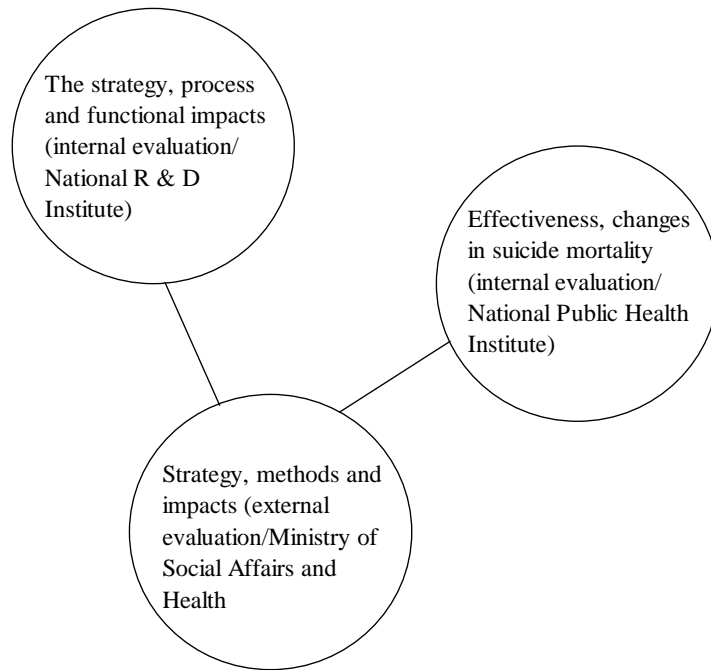 The strategy, process
and functional impacts
(internal evaluation/
National R & D
Institute)
Effectiveness, changes
in suicide mortality
(internal evaluation/
National Public Health
Institute)
Strategy, methods and
impacts (external
evaluation/Ministry of
Social Affairs and
Health